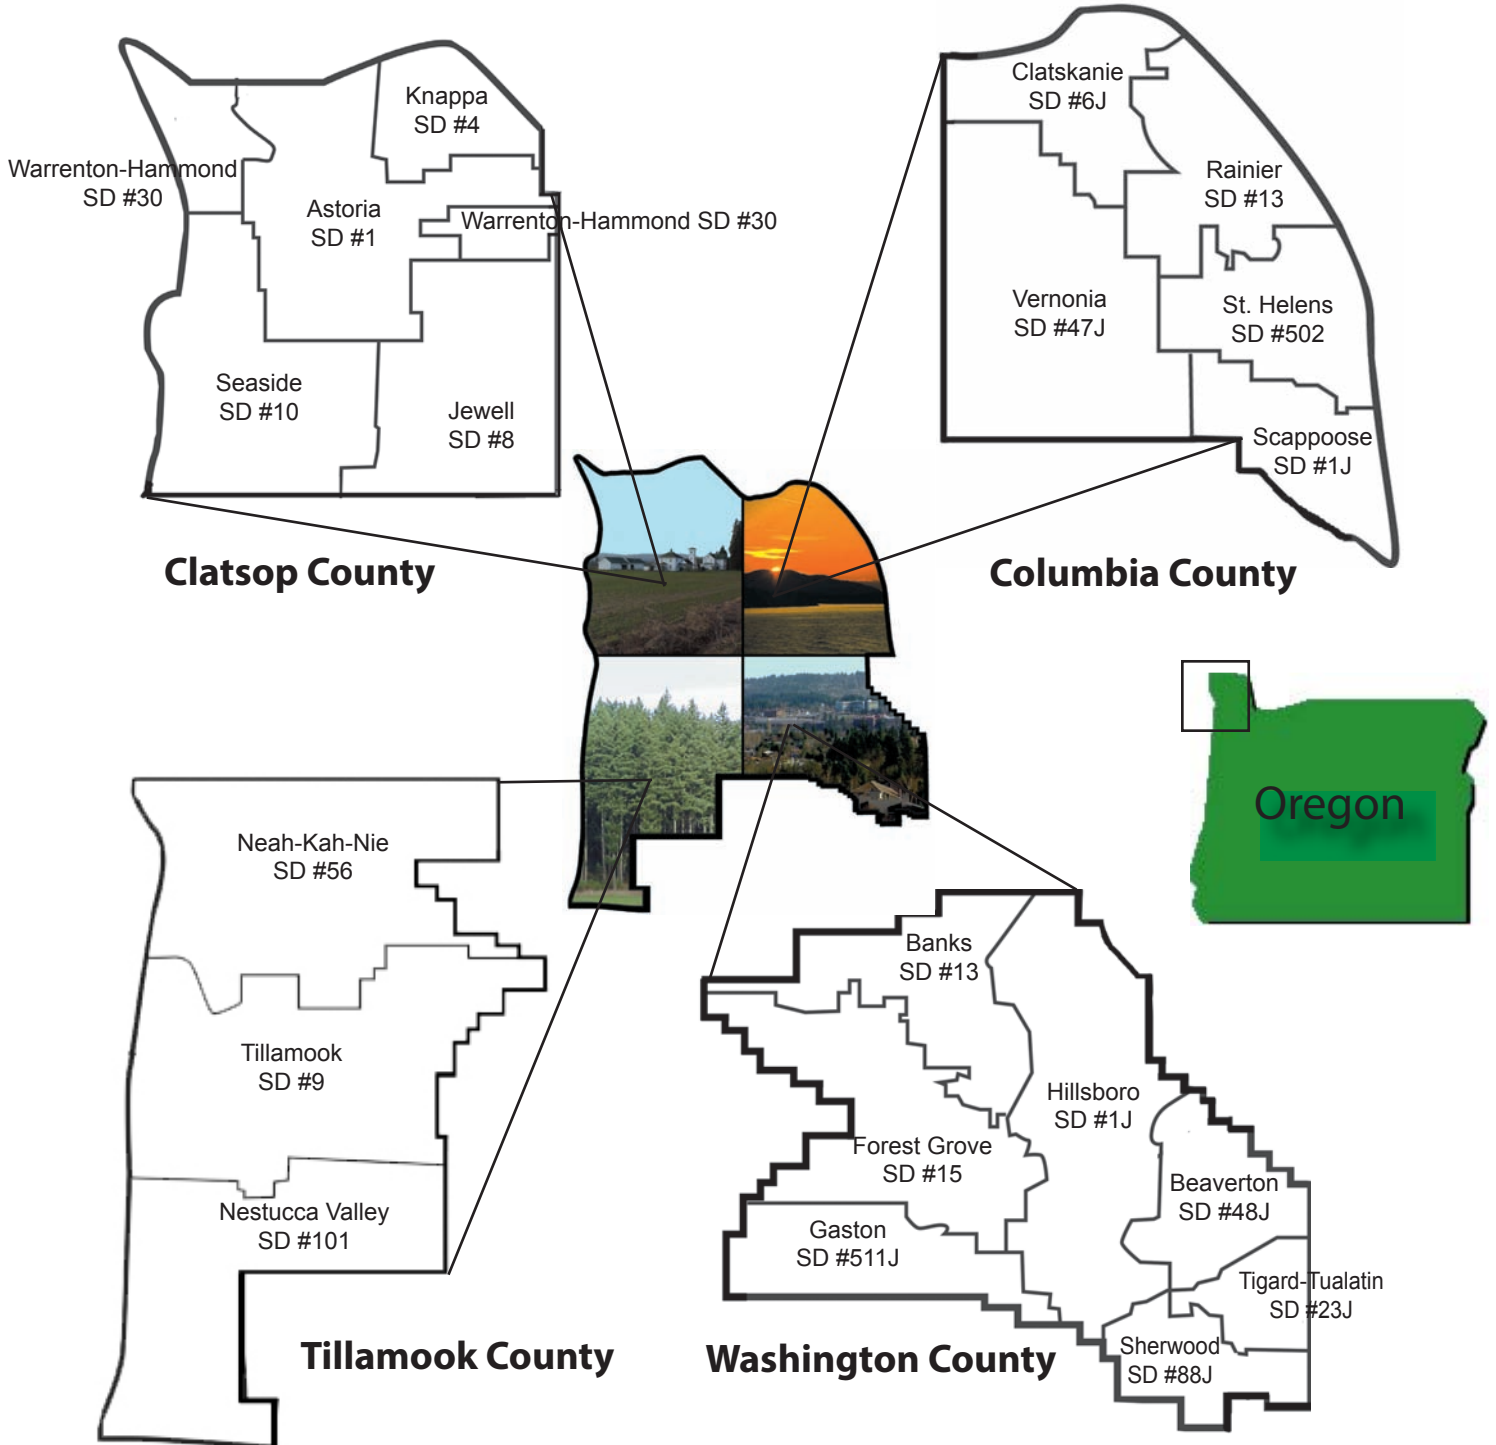 Knappa
SD #4
Warrenton-Hammond
SD #30
Astoria
SD #1
Warrenton-Hammond SD #30
Seaside
SD #10
Jewell
SD #8
Clatsop County
Clatskanie
SD #6J
Rainier
SD #13
Vernonia
SD #47J
St. Helens
SD #502
Scappoose
SD #1J
Columbia County
Oregon
Neah-Kah-Nie
SD #56
Tillamook
SD #9
Nestucca Valley
SD #101
Tillamook County
Banks
SD #13
Hillsboro
SD #1J
Forest Grove
SD #15
Beaverton
SD #48J
Gaston
SD #511J
Tigard-Tualatin
SD #23J
Sherwood
SD #88J
Washington County